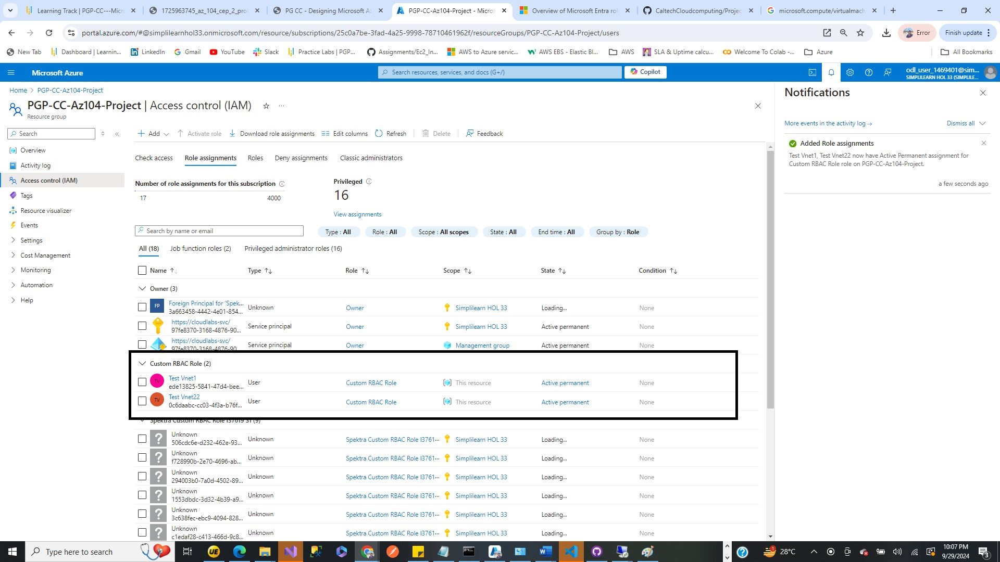 Learning Track | PGP-CC---Micr
1725963745_az_104_cep_2_prob
PG CC - Designing Microsoft Az
PGP-CC-Az104-Project - Micros
Overview of Microsoft Entra rol
CaltechCloudcomputing/Projec
microsoft.compute/virtualmach
portal.azure.com/#@simplilearnhol33.onmicrosoft.com/resource/subscriptions/25c0a7be-3fad-4a25-9998-78710461962f/resourceGroups/PGP-CC-Az104-Project/users
Error
Finish update
New Tab
Dashboard | Learnin...
LinkedIn
Gmail
YouTube
Slack
Practice Labs | PGP...
Assignments/Ec2_In...
AWS to Azure servic...
AWS EBS - Elastic Bl...
AWS
SLA & Uptime calcu...
Welcome To Colab -...
Azure
All Bookmarks
Microsoft Azure
Search resources, services, and docs (G+/)
Copilot
odl_user_1469401@sim...
SIMPLILEARN HOL 33 (SIMPLILE...
Home > PGP-CC-Az104-Project
PGP-CC-Az104-Project | Access control (IAM)
Resource group
Search
Overview
Activity log
Access control (IAM)
Tags
Resource visualizer
Events
Settings
Cost Management
Monitoring
Automation
Help
Add
Activate role
Download role assignments
Edit columns
Refresh
Delete
Feedback
Check access
Role assignments
Roles
Deny assignments
Classic administrators
Number of role assignments for this subscription
17
4000
Privileged
16
View assignments
Search by name or email
Type : All
Role : All
Scope : All scopes
State : All
End time : All
Group by : Role
All (18)
Job function roles (2)
Privileged administrator roles (16)
Name
Type
Role
Scope
State
Condition
Owner (3)
FP
Foreign Principal for 'Spek...
3a663458-4442-4e01-854...
Unknown
Owner
Simplilearn HOL 33
Loading...
None
https://cloudlabs-svc/
97fe8370-3168-4876-90...
Service principal
Owner
Simplilearn HOL 33
Active permanent
None
https://cloudlabs-svc/
97fe8370-3168-4876-90
Service principal
Owner
Management group
Active permanent
None
Custom RBAC Role (2)
TV
Test Vnet1
ede13825-5841-47d4-bee...
User
Custom RBAC Role
This resource
Active permanent
None
TV
Test Vnet22
0c6daabc-cc03-4f3a-b76f...
User
Custom RBAC Role
This resource
Active permanent
None
Spektra Custom RBAC Role I37619 31 (9)
Unknown
506cdc6e-d232-462e-93...
Unknown
Spektra Custom RBAC Role I3761...
Simplilearn HOL 33
Loading...
None
Unknown
f728990b-2e70-4696-ab...
Unknown
Spektra Custom RBAC Role I3761...
Simplilearn HOL 33
Loading...
None
Unknown
294003b0-7a0d-4502-89...
Unknown
Spektra Custom RBAC Role I3761...
Simplilearn HOL 33
Loading...
None
Unknown
1553dbdc-3d32-4b39-a9...
Unknown
Spektra Custom RBAC Role I3761...
Simplilearn HOL 33
Loading...
None
Unknown
3c638fec-ebc9-4094-828...
Unknown
Spektra Custom RBAC Role I3761...
Simplilearn HOL 33
Loading...
None
Unknown
c1edaf28-c413-466d-9c8...
Unknown
Spektra Custom RBAC Role I3761...
Simplilearn HOL 33
Loading...
None
Notifications
More events in the activity log →
Dismiss all
Added Role assignments
Test Vnet1, Test Vnet22 now have Active Permanent assignment for
Custom RBAC Role role on PGP-CC-Az104-Project.
a few seconds ago
Type here to search
UE
28°C
10:07 PM
9/29/2024
3